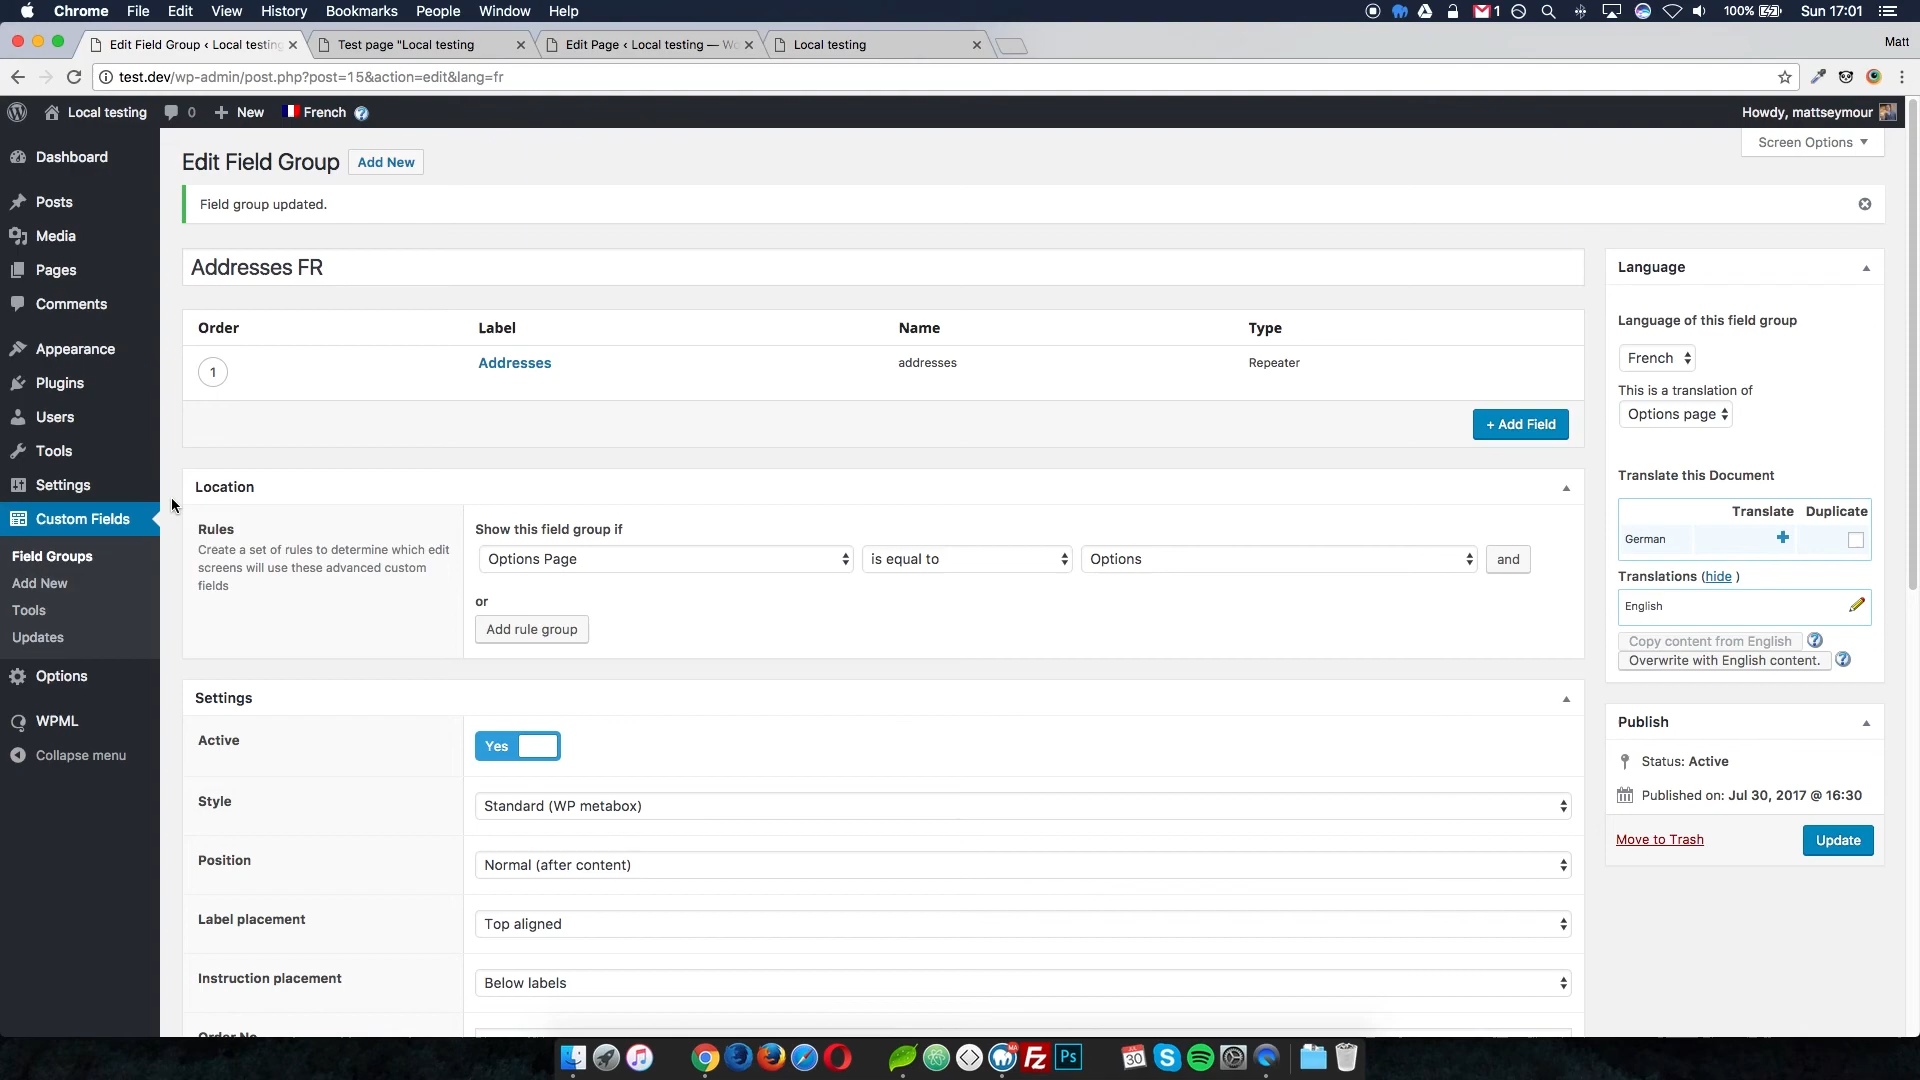 Chrome File Edit View History Bookmarks People Window Help 1 100% Sun 17:01
Edit Field Group ‹ Local testing Test page "Local testing Edit Page ‹ Local testing — Wo Local testing Matt
test.dev/wp-admin/post.php?post=15&action=edit&lang=fr
Local testing 0 New French Howdy, mattseymour
Screen Options
Dashboard
Posts
Media
Pages
Comments
Appearance
Plugins
Users
Tools
Settings
Custom Fields
Field Groups
Add New
Tools
Updates
Options
WPML
Collapse menu
Edit Field Group Add New
Field group updated.
Addresses FR
Order Label Name Type
1 Addresses addresses Repeater
+ Add Field
Location
Rules
Create a set of rules to determine which edit
screens will use these advanced custom
fields
Show this field group if
Options Page is equal to Options and
or
Add rule group
Settings
Active Yes
Style Standard (WP metabox)
Position Normal (after content)
Label placement Top aligned
Instruction placement Below labels
Order No.
Language
Language of this field group
French
This is a translation of
Options page
Translate this Document
Translate Duplicate
German
Translations (hide )
English
Copy content from English
Overwrite with English content.
Publish
Status: Active
Published on: Jul 30, 2017 @ 16:30
Move to Trash Update
MA Fz Ps 30